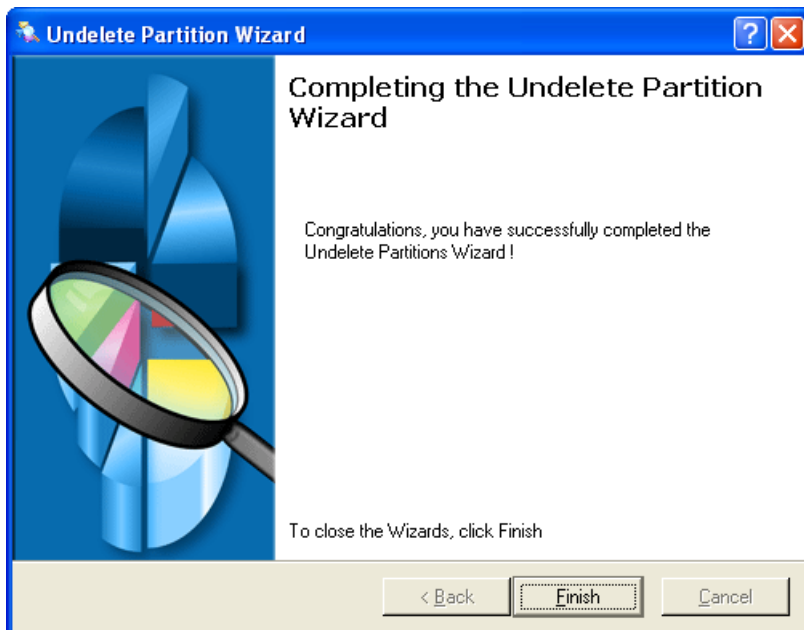 Undelete Partition Wizard
Completing the Undelete Partition
Wizard
Congratulations, you have successfully completed the
Undelete Partitions Wizard !
To close the Wizards, click Finish
< Back
Finish
Cancel